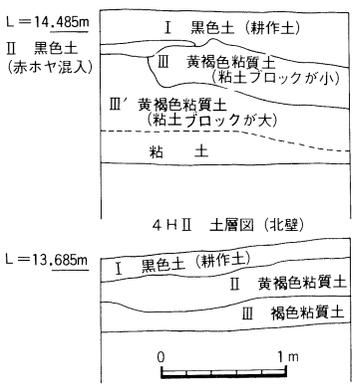 L=14.485m
I 黒色土(耕作土)
II 黒色土
(赤ホヤ混入)
III 黄褐色粘質土
(粘土ブロックが小)
III′ 黄褐色粘質土
(粘土ブロックが大)
粘 土
4HII 土層図(北壁)
L=13.685m
I 黒色土(耕作土)
II 黄褐色粘質土
III 褐色粘質土
0 1m